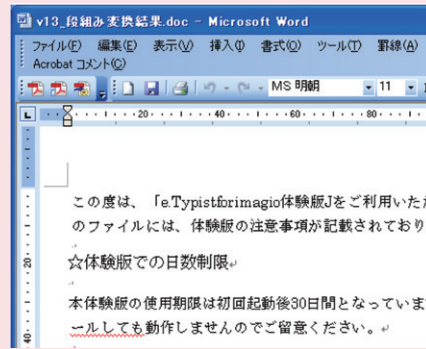 v13_段組み変換結果.doc - Microsoft Word
ファイル(F) 編集(E) 表示(V) 挿入(I) 書式(O) ツール(T) 罫線(A)
Acrobat コメント(C)
MS 明朝 11
20 40 60 80
この度は、「e.Typistforimagio体験版Jをご利用いた
のファイルには、体験版の注意事項が記載されており
☆体験版での日数制限
本体験版の使用期限は初回起動後30日間となっていま
ールしても動作しませんのでご留意ください。
20
40